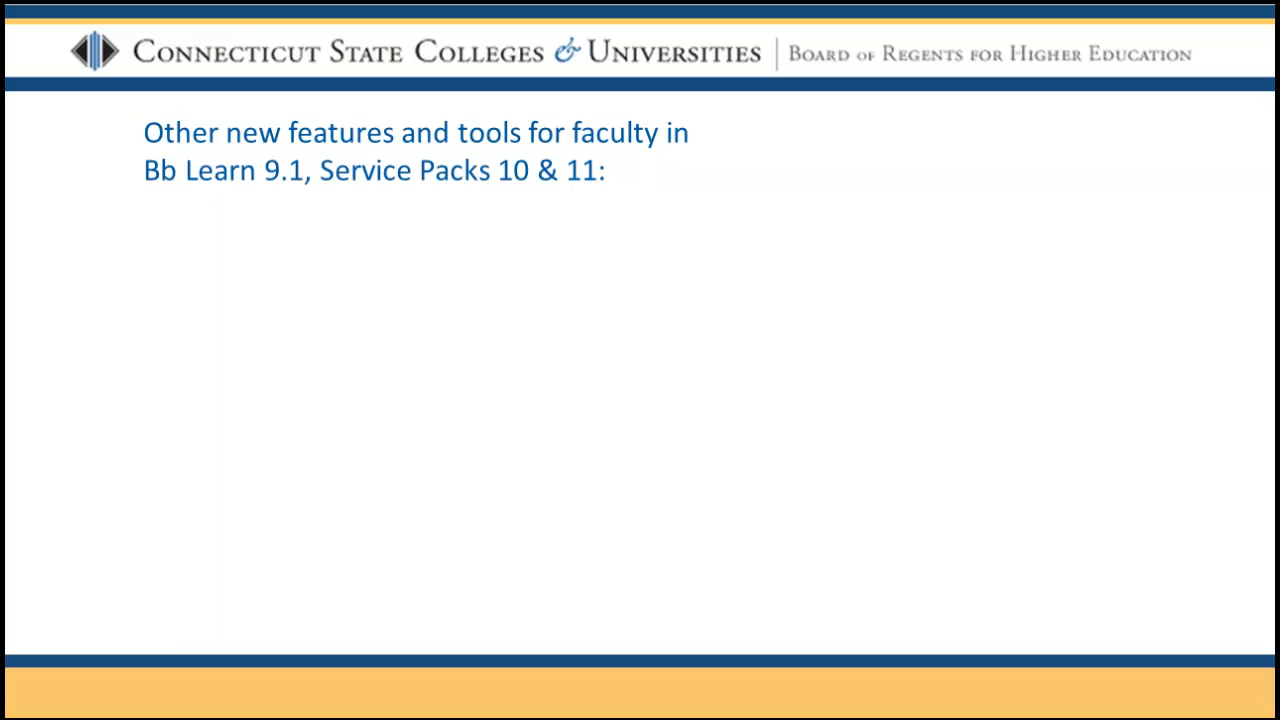 CONNECTICUT STATE COLLEGES & UNIVERSITIES | BOARD OF REGENTS FOR HIGHER EDUCATION
Other new features and tools for faculty in
Bb Learn 9.1, Service Packs 10 & 11: